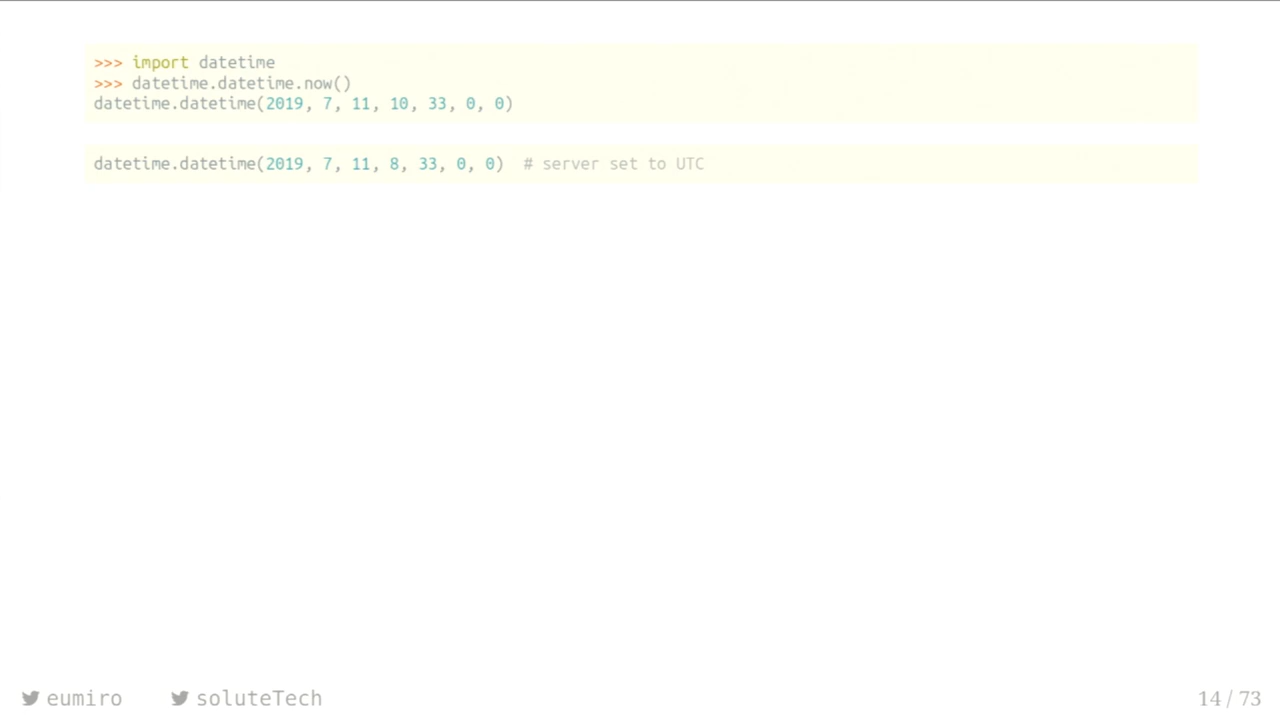 >>> import datetime
>>> datetime.datetime.now()
datetime.datetime(2019, 7, 11, 10, 33, 0, 0)
datetime.datetime(2019, 7, 11, 8, 33, 0, 0)  # server set to UTC
eumiro soluteTech 14 / 73